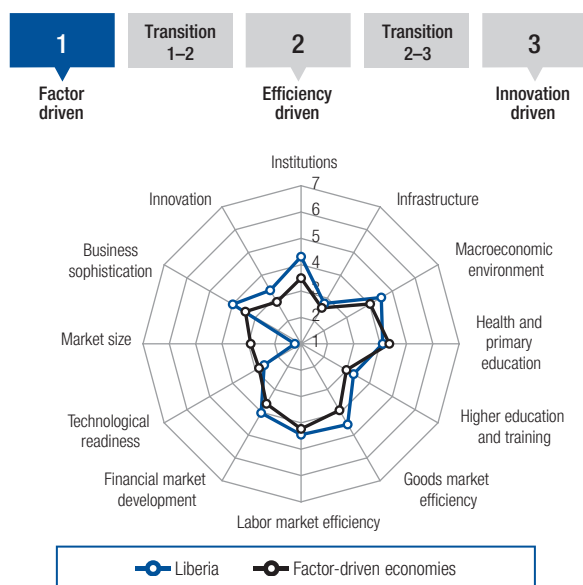 1
Transition
1–2
2
Transition
2–3
3
Factor
driven
Efficiency
driven
Innovation
driven
Institutions
7
Innovation
Infrastructure
6
5
Business
sophistication
Macroeconomic
environment
4
3
Market size
2
1
Health and
primary
education
Technological
readiness
Higher education
and training
Financial market
development
Goods market
efficiency
Labor market efficiency
Liberia
Factor-driven economies